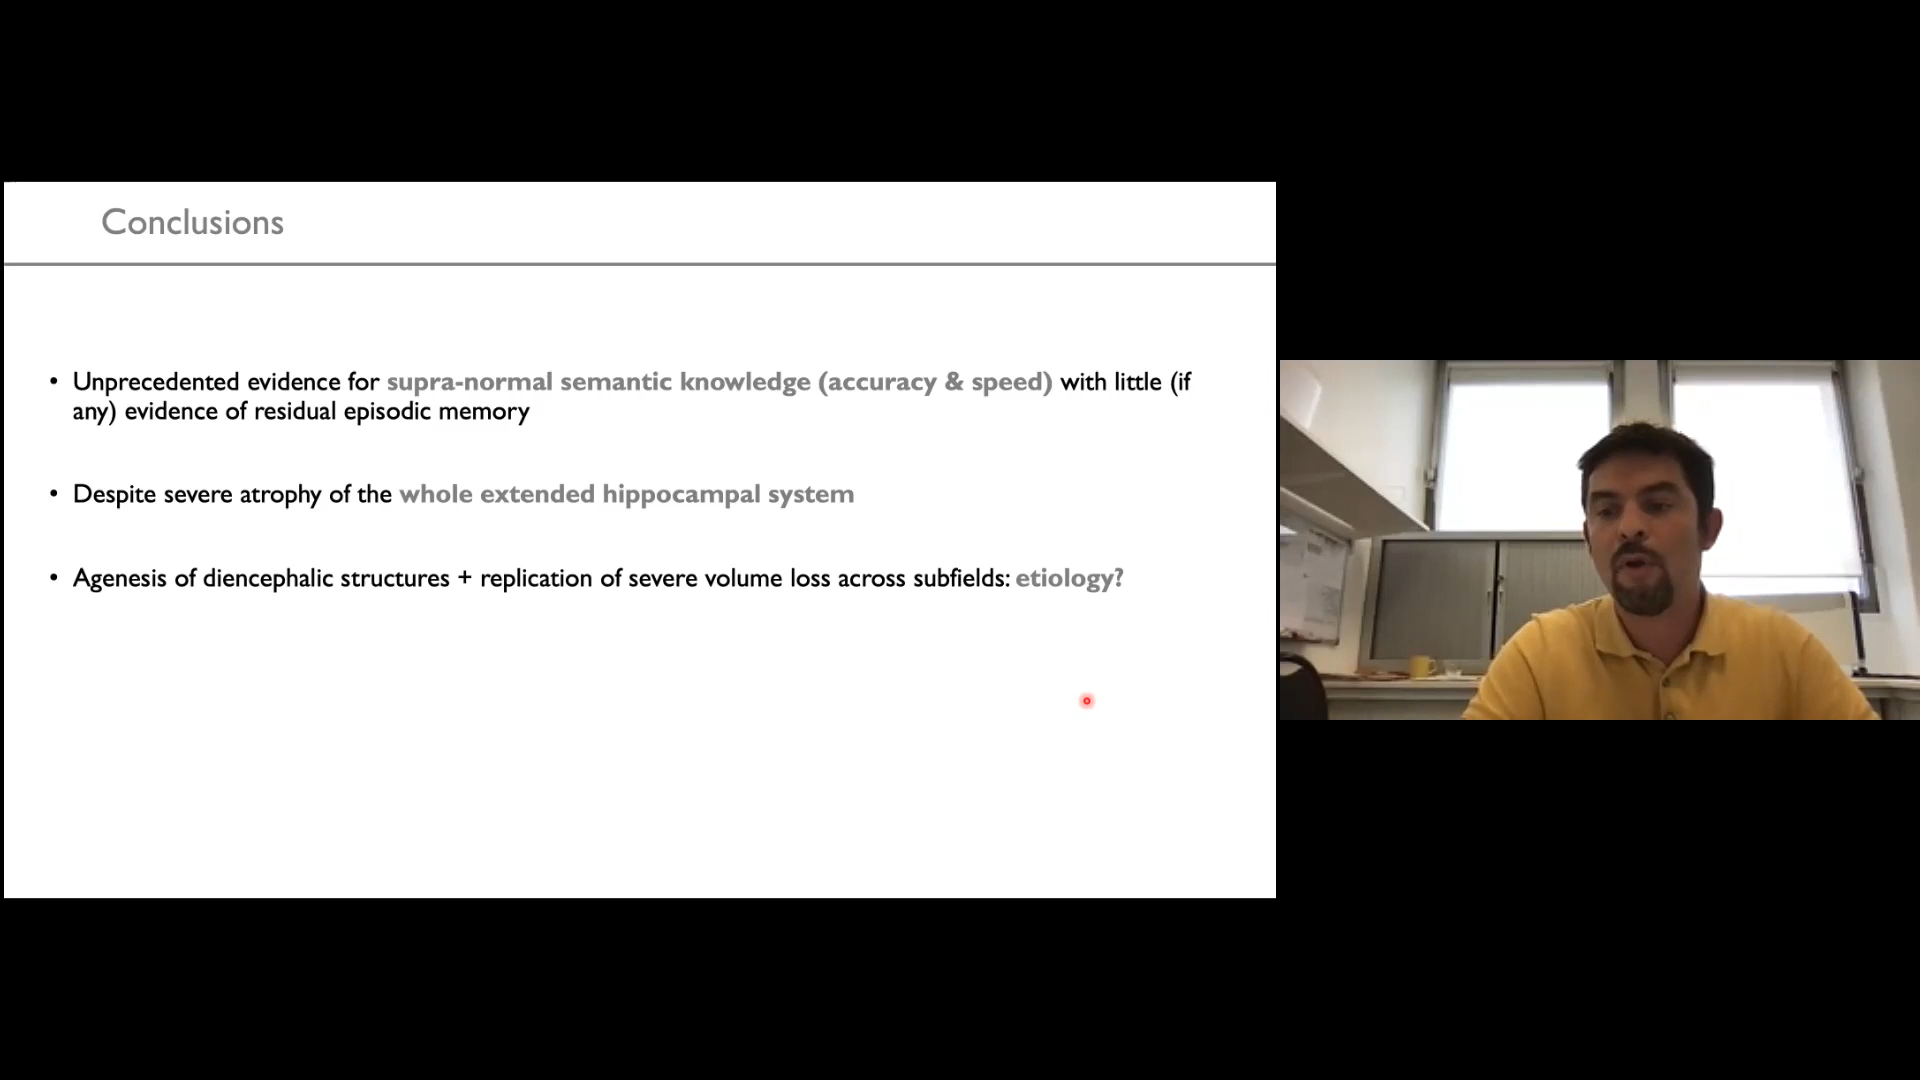 Conclusions
• Unprecedented evidence for supra-normal semantic knowledge (accuracy & speed) with little (if
any) evidence of residual episodic memory
• Despite severe atrophy of the whole extended hippocampal system
• Agenesis of diencephalic structures + replication of severe volume loss across subfields: etiology?